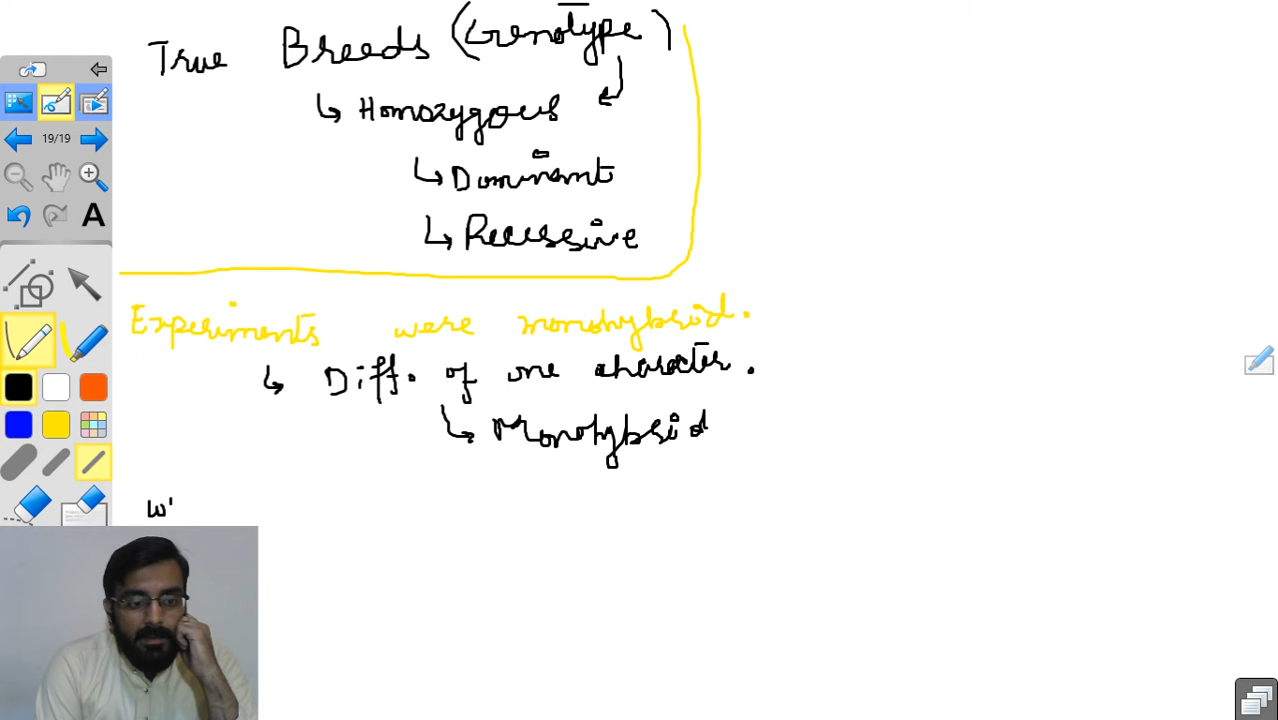 True Breeds (Genotype)
↳ Homozygous
↳ Dominant
↳ Recessive
19/19
A
Experiments were monohybrid.
↳ Diff. of one character.
↳ Monohybrid
w'